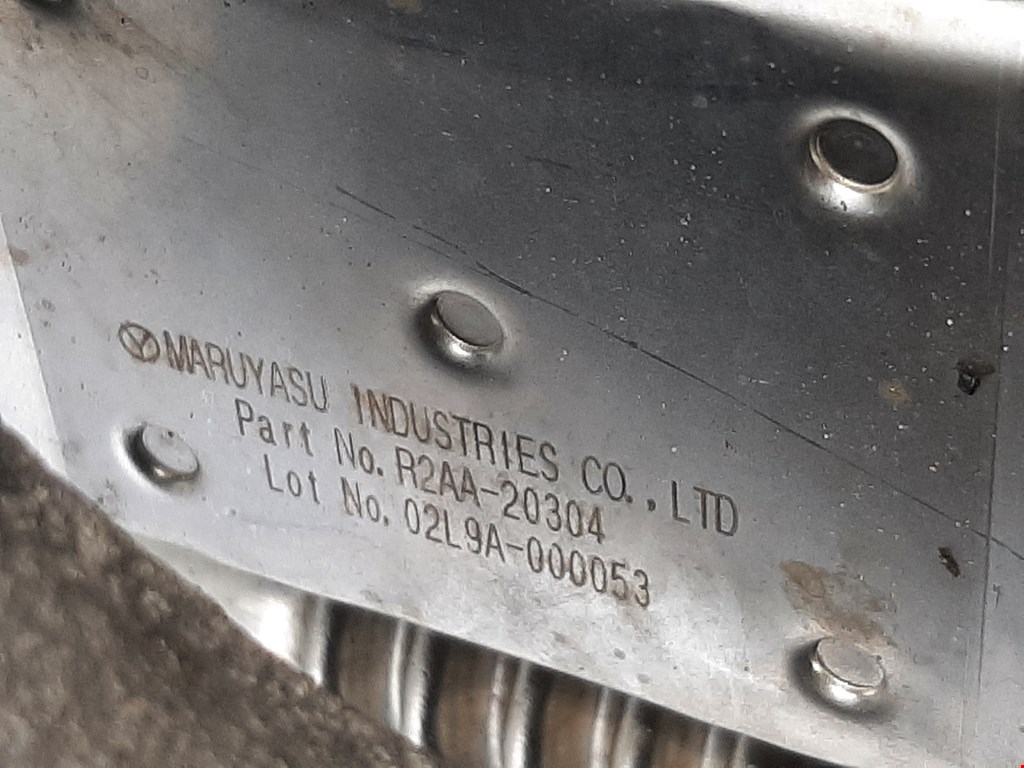 MARUYASU INDUSTRIES CO.,LTD
Part No. R2AA-20304
Lot No. 02L9A-000053